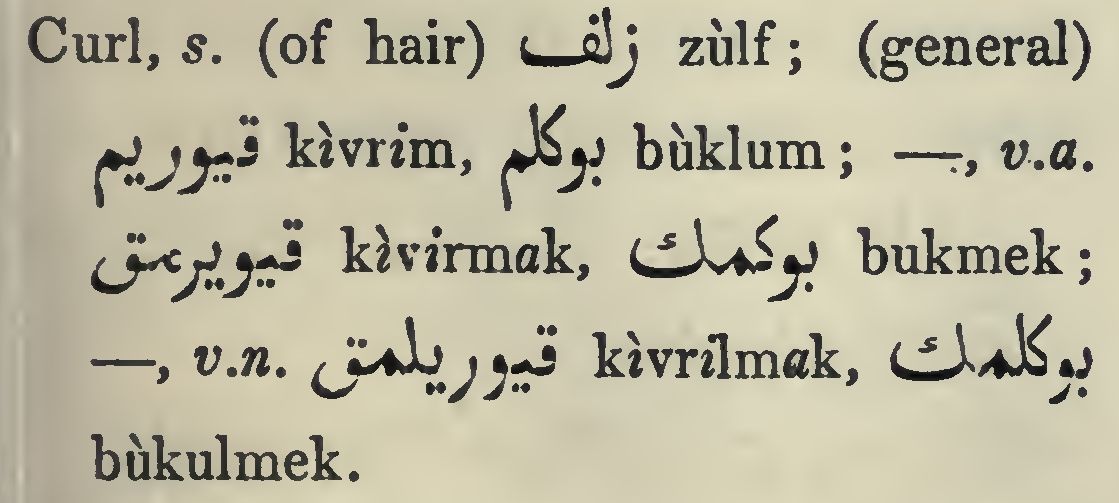 Curl, s. (of hair) زلف zùlf; (general)
قيوريم kìvrim, بوكلم bùklum; —, v.a.
قيويرمق kìvirmak, بوكمك bukmek;
—, v.n. قيوريلمق kìvrilmak, بوكلمك
bùkulmek.